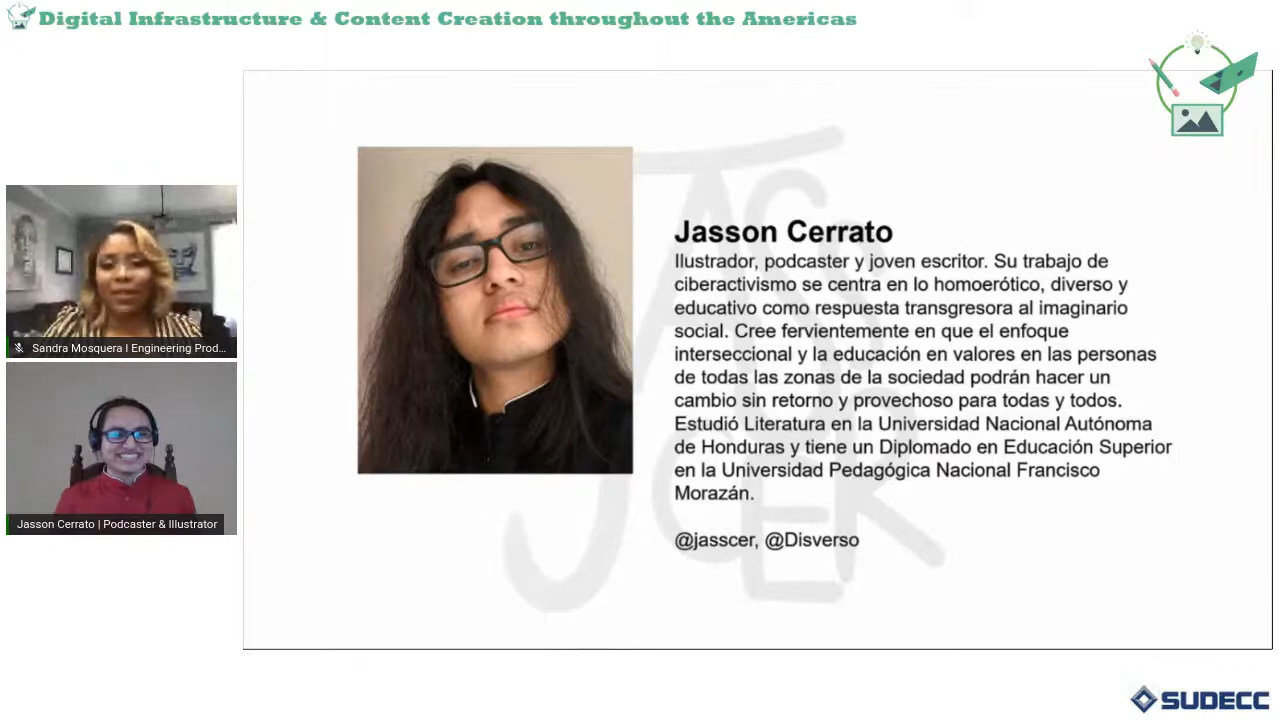 Digital Infrastructure & Content Creation throughout the Americas
Jasson Cerrato
Ilustrador, podcaster y joven escritor. Su trabajo de
ciberactivismo se centra en lo homoerótico, diverso y
educativo como respuesta transgresora al imaginario
social. Cree fervientemente en que el enfoque
interseccional y la educación en valores en las personas
de todas las zonas de la sociedad podrán hacer un
cambio sin retorno y provechoso para todas y todos.
Estudió Literatura en la Universidad Nacional Autónoma
de Honduras y tiene un Diplomado en Educación Superior
en la Universidad Pedagógica Nacional Francisco
Morazán.
@jasscer, @Disverso
Sandra Mosquera I Engineering Prod...
Jasson Cerrato | Podcaster & Illustrator
JASSCER
SUDECC